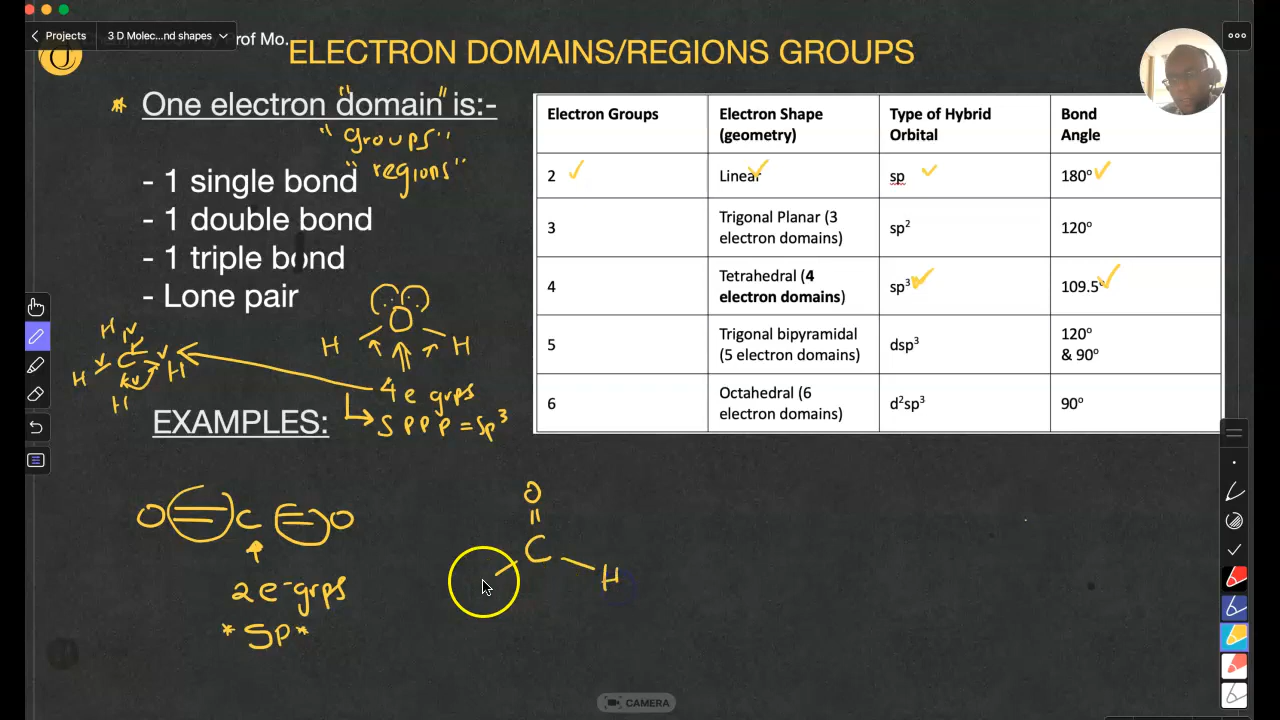 Projects
3 D Molec...nd shapes
rof Mo.
ELECTRON DOMAINS/REGIONS GROUPS
* One electron "domain" is:-
"groups"
"regions"
- 1 single bond
- 1 double bond
- 1 triple bond
- Lone pair
Electron Groups Electron Shape (geometry) Type of Hybrid Orbital Bond Angle
2 ✓ Linear ✓ sp ✓ 180° ✓
3 Trigonal Planar (3 electron domains) sp² 120°
4 Tetrahedral (4 electron domains) sp³ ✓ 109.5° ✓
5 Trigonal bipyramidal (5 electron domains) dsp³ 120° & 90°
6 Octahedral (6 electron domains) d²sp³ 90°
H
C
H H
H
O
H H
4 e grps
S P P P = Sp³
EXAMPLES:
O=C=O
2 e⁻ grps
* SP *
O
C
H
CAMERA